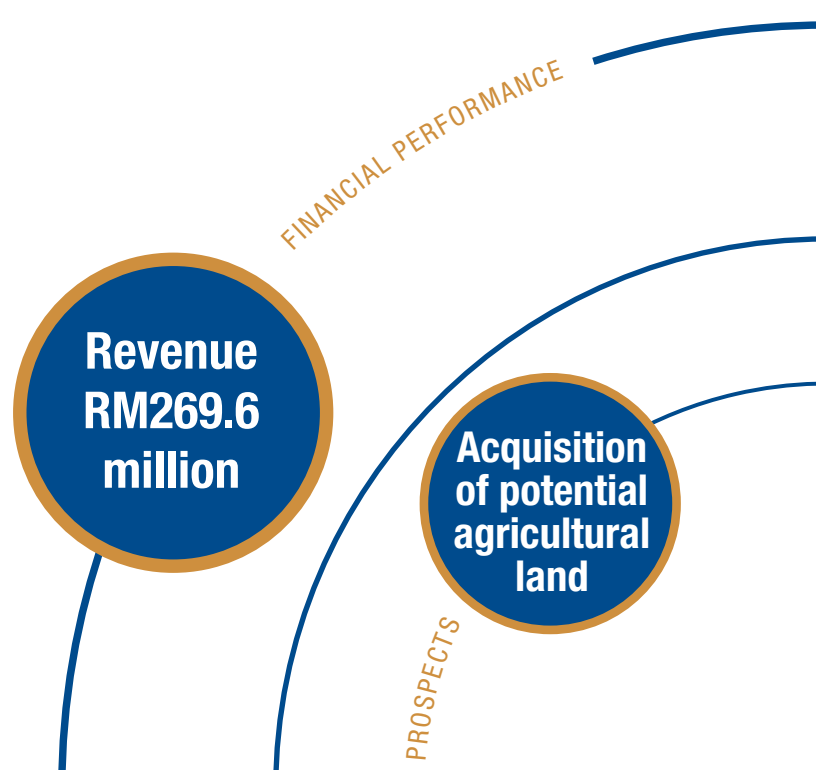 FINANCIAL PERFORMANCE
Revenue
RM269.6
million
Acquisition
of potential
agricultural
land
PROSPECTS